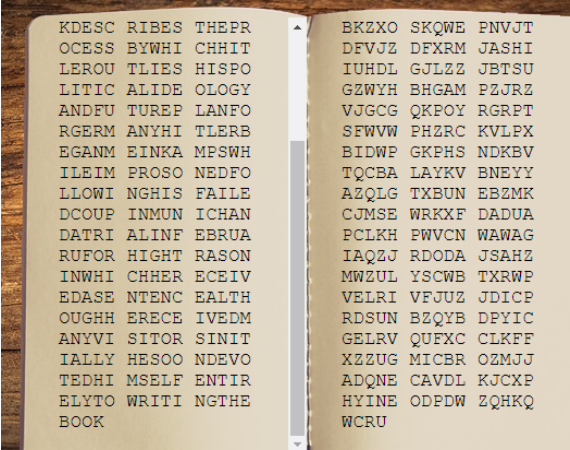 KDESC RIBES THEPR
OCESS BYWHI CHHIT
LEROU TLIES HISPO
LITIC ALIDE OLOGY
ANDFU TUREP LANFO
RGERM ANYHI TLERB
EGANM EINKA MPSWH
ILEIM PROSO NEDFO
LLOWI NGHIS FAILE
DCOUP INMUN ICHAN
DATRI ALINF EBRUA
RUFOR HIGHT RASON
INWHI CHHER ECEIV
EDASE NTENC EALTH
OUGHH ERECE IVEDM
ANYVI SITOR SINIT
IALLY HESOO NDEVO
TEDHI MSELF ENTIR
ELYTO WRITI NGTHE
BOOK
BKZXO SKQWE PNVJT
DFVJZ DFXRM JASHI
IUHDL GJLZZ JBTSU
GZWYH BHGAM PZJRZ
VJGCG QKPOY RGRPT
SFWVW PHZRC KVLPX
BIDWP GKPHS NDKBV
TQCBA LAYKV BNEYY
AZQLG TXBUN EBZMK
CJMSE WRKXF DADUA
PCLKH PWVCN WAWAG
IAQZJ RDODA JSAHZ
MWZUL YSCWB TXRWP
VELRI VFJUZ JDICP
RDSUN BZQYB DPYIC
GELRV QUFXC CLKFF
XZZUG MICBR OZMJJ
ADQNE CAVDL KJCXP
HYINE ODPDW ZQHKQ
WCRU